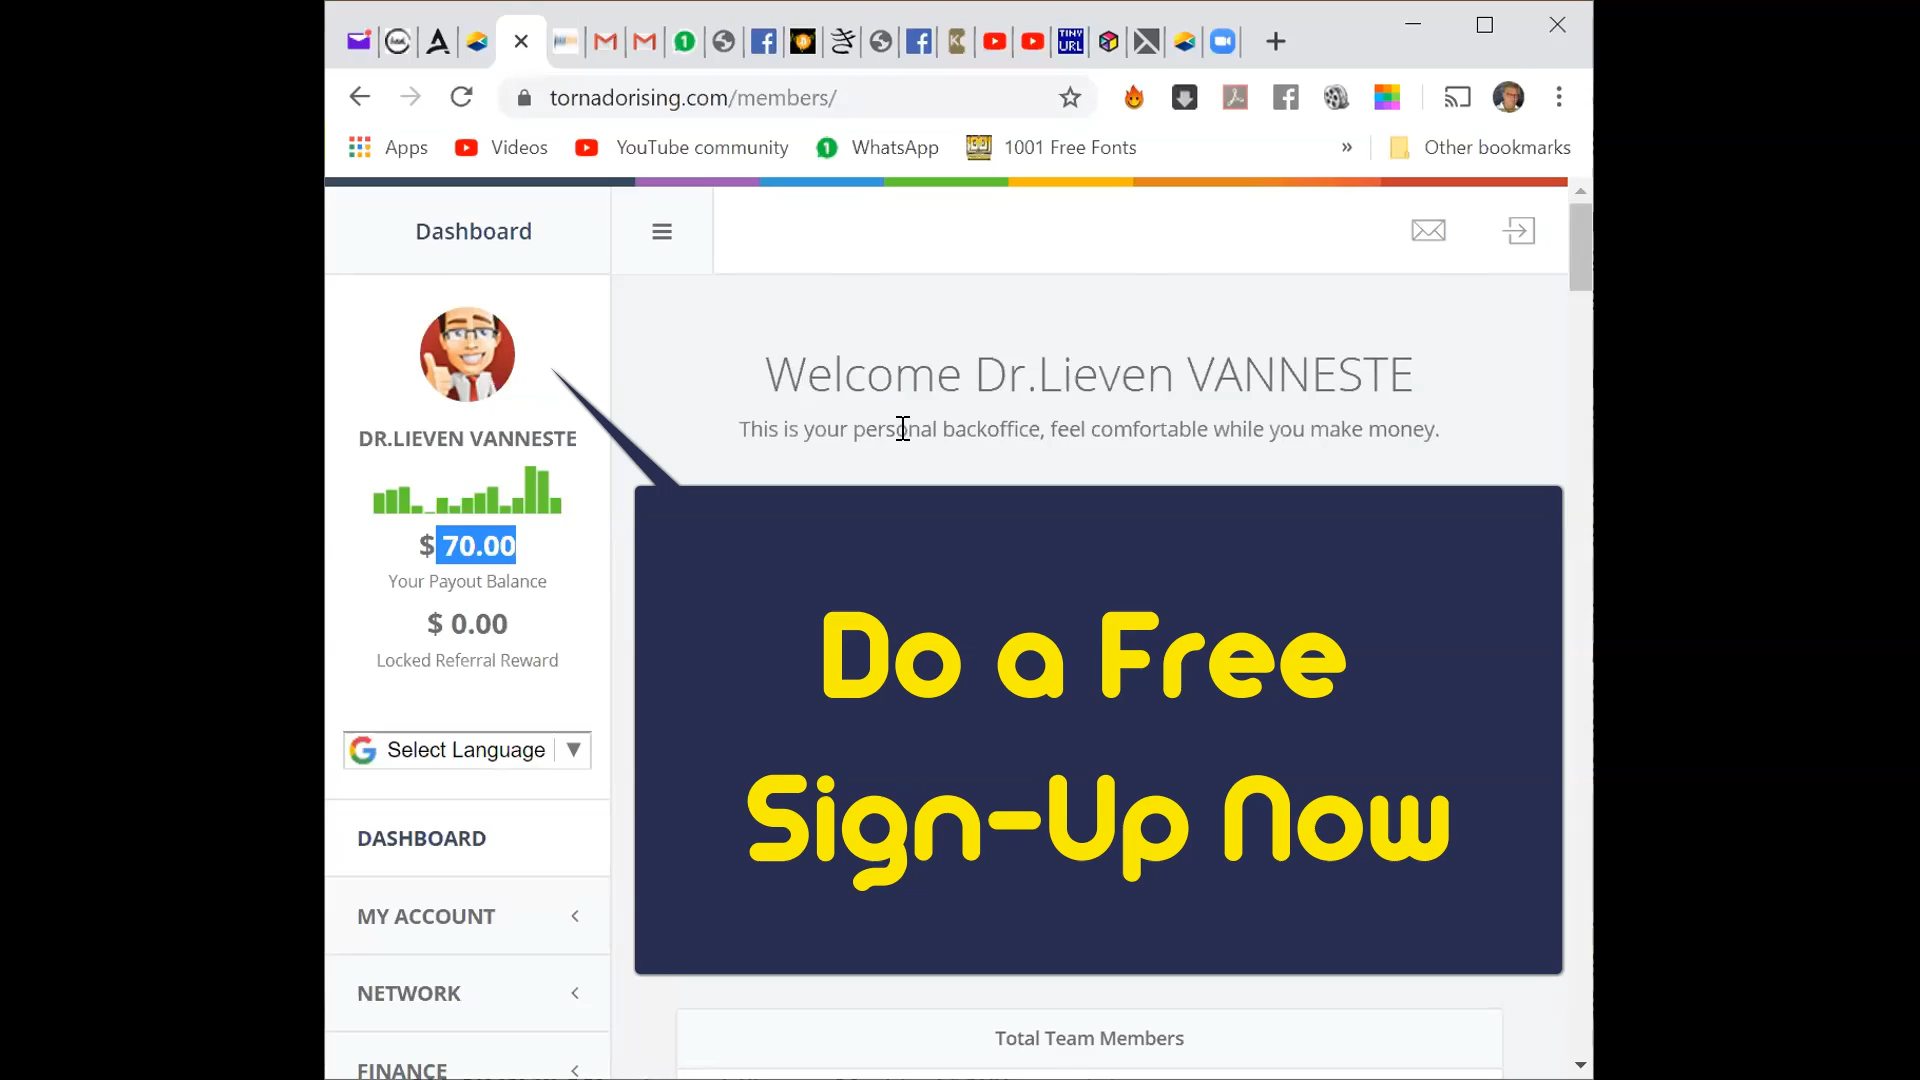 TINY
URL
tornadorising.com/members/
Apps
Videos
YouTube community
1
WhatsApp
1001 Free Fonts
»
Other bookmarks
Dashboard
Welcome Dr.Lieven VANNESTE
This is your personal backoffice, feel comfortable while you make money.
DR.LIEVEN VANNESTE
$ 70.00
Your Payout Balance
$ 0.00
Locked Referral Reward
Select Language
DASHBOARD
MY ACCOUNT
NETWORK
FINANCE
Do a Free
Sign-Up Now
Total Team Members